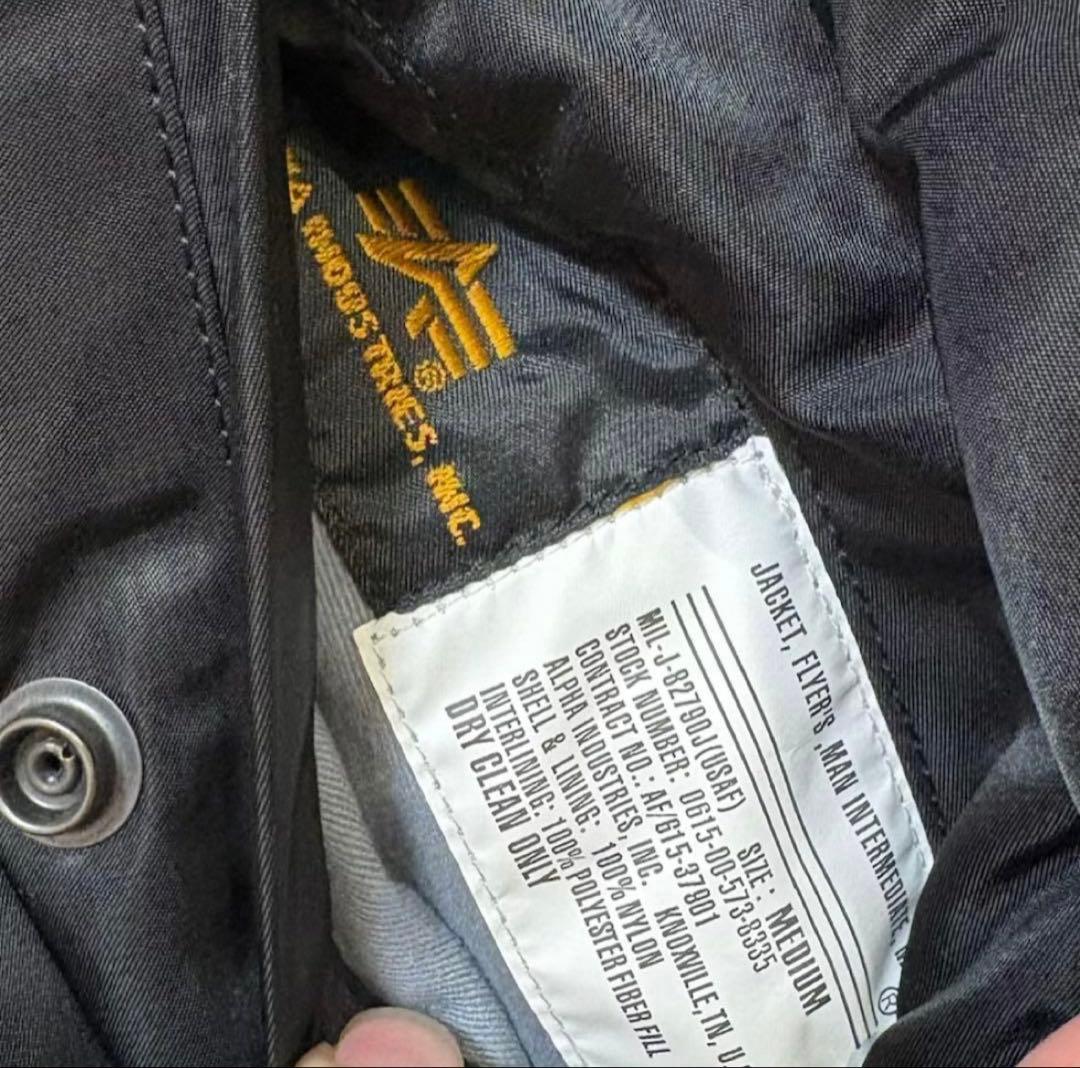 INDUSTRIES, INC.
®
JACKET, FLYER'S ,MAN INTERMEDIATE,
®
SIZE : MEDIUM
MIL-J-82790J(USAF)
STOCK NUMBER: 0615-00-573-8335
CONTRACT NO.: AF/615-37901
ALPHA INDUSTRIES, INC. KNOXVILLE, TN, U.
SHELL & LINING: 100% NYLON
INTERLINING: 100% POLYESTER FIBER FILL
DRY CLEAN ONLY